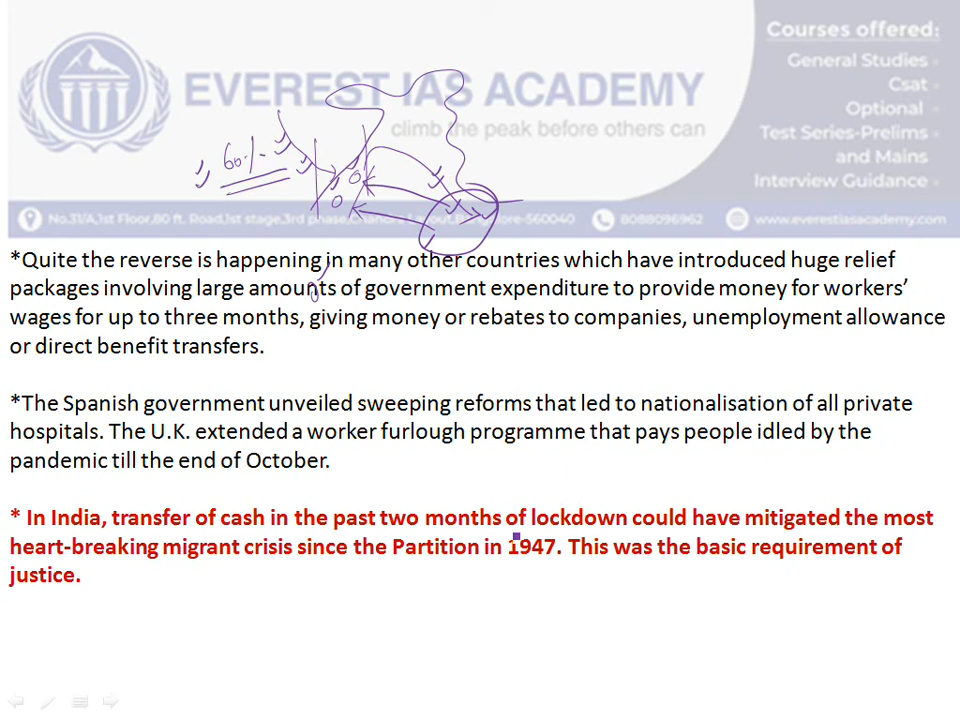 Courses offered:
General Studies
Csat
EVEREST IAS ACADEMY
Optional
climb the peak before others can
Test Series-Prelims
and Mains
60%
Interview Guidance
No.31/A,1st Floor,80 ft. Road,1st stage,3rd phase, Layout, -560040
8088096962
www.everestiasacademy.com
*Quite the reverse is happening in many other countries which have introduced huge relief
packages involving large amounts of government expenditure to provide money for workers’
wages for up to three months, giving money or rebates to companies, unemployment allowance
or direct benefit transfers.
*The Spanish government unveiled sweeping reforms that led to nationalisation of all private
hospitals. The U.K. extended a worker furlough programme that pays people idled by the
pandemic till the end of October.
* In India, transfer of cash in the past two months of lockdown could have mitigated the most
heart-breaking migrant crisis since the Partition in 1947. This was the basic requirement of
justice.